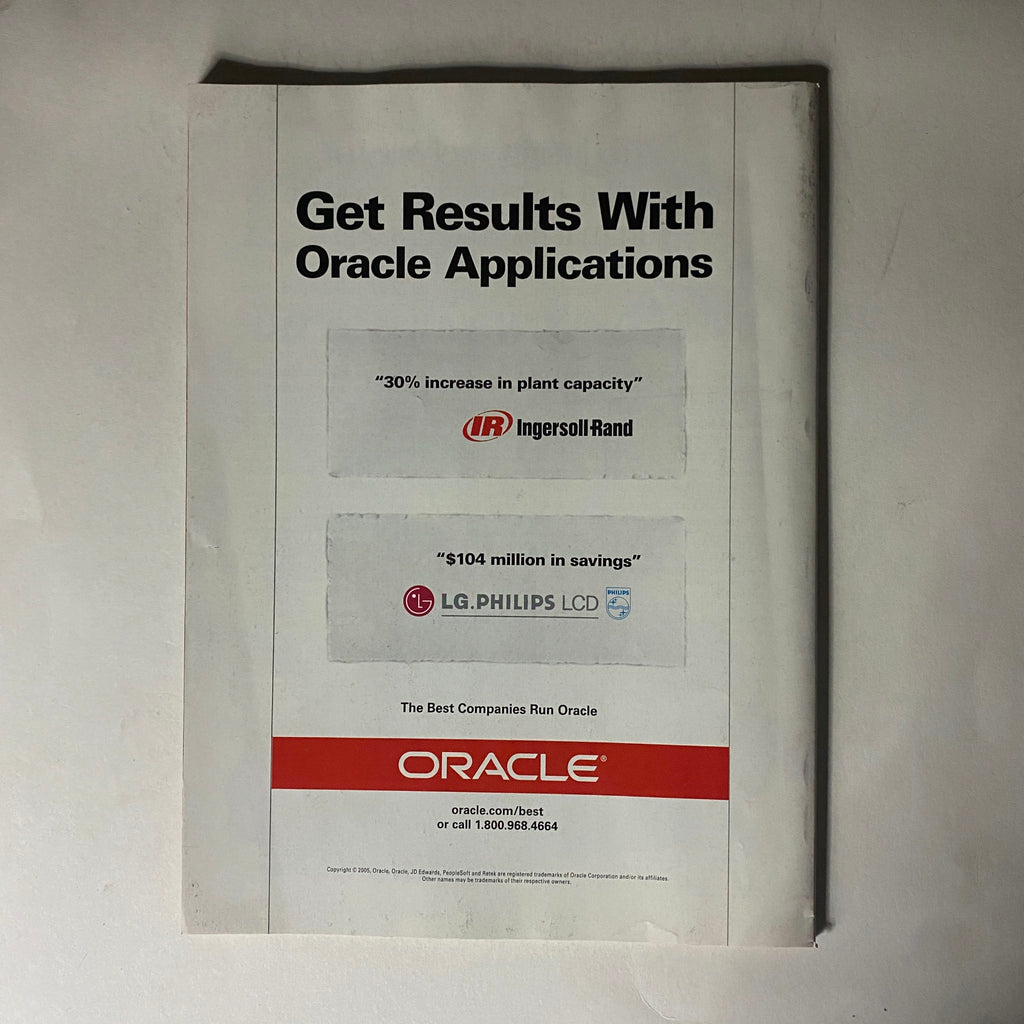 Get Results With
Oracle Applications
“30% increase in plant capacity”
IR Ingersoll-Rand
“$104 million in savings”
LG LG.PHILIPS LCD PHILIPS
The Best Companies Run Oracle
ORACLE®
oracle.com/best
or call 1.800.968.4664
Copyright © 2005, Oracle, Oracle, JD Edwards, PeopleSoft and Retek are registered trademarks of Oracle Corporation and/or its affiliates.
Other names may be trademarks of their respective owners.